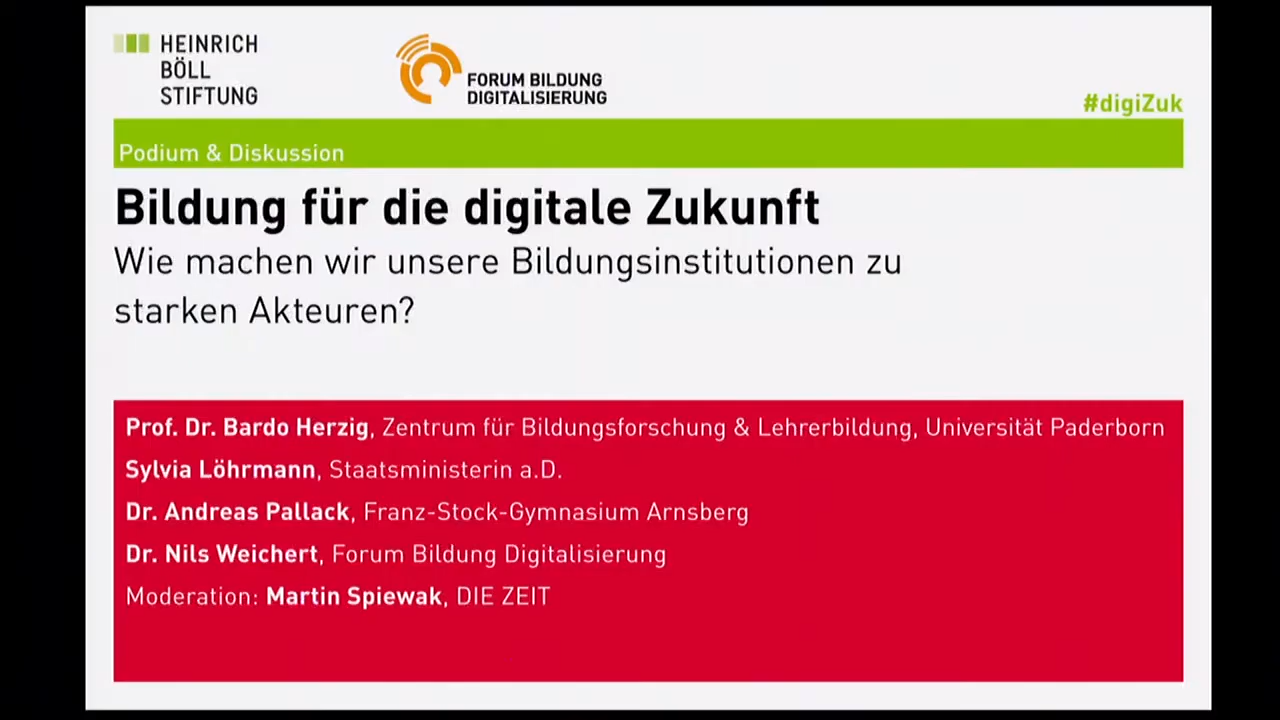 HEINRICH
BÖLL
STIFTUNG
FORUM BILDUNG
DIGITALISIERUNG
#digiZuk
Podium & Diskussion
Bildung für die digitale Zukunft
Wie machen wir unsere Bildungsinstitutionen zu
starken Akteuren?
Prof. Dr. Bardo Herzig, Zentrum für Bildungsforschung & Lehrerbildung, Universität Paderborn
Sylvia Löhrmann, Staatsministerin a.D.
Dr. Andreas Pallack, Franz-Stock-Gymnasium Arnsberg
Dr. Nils Weichert, Forum Bildung Digitalisierung
Moderation: Martin Spiewak, DIE ZEIT